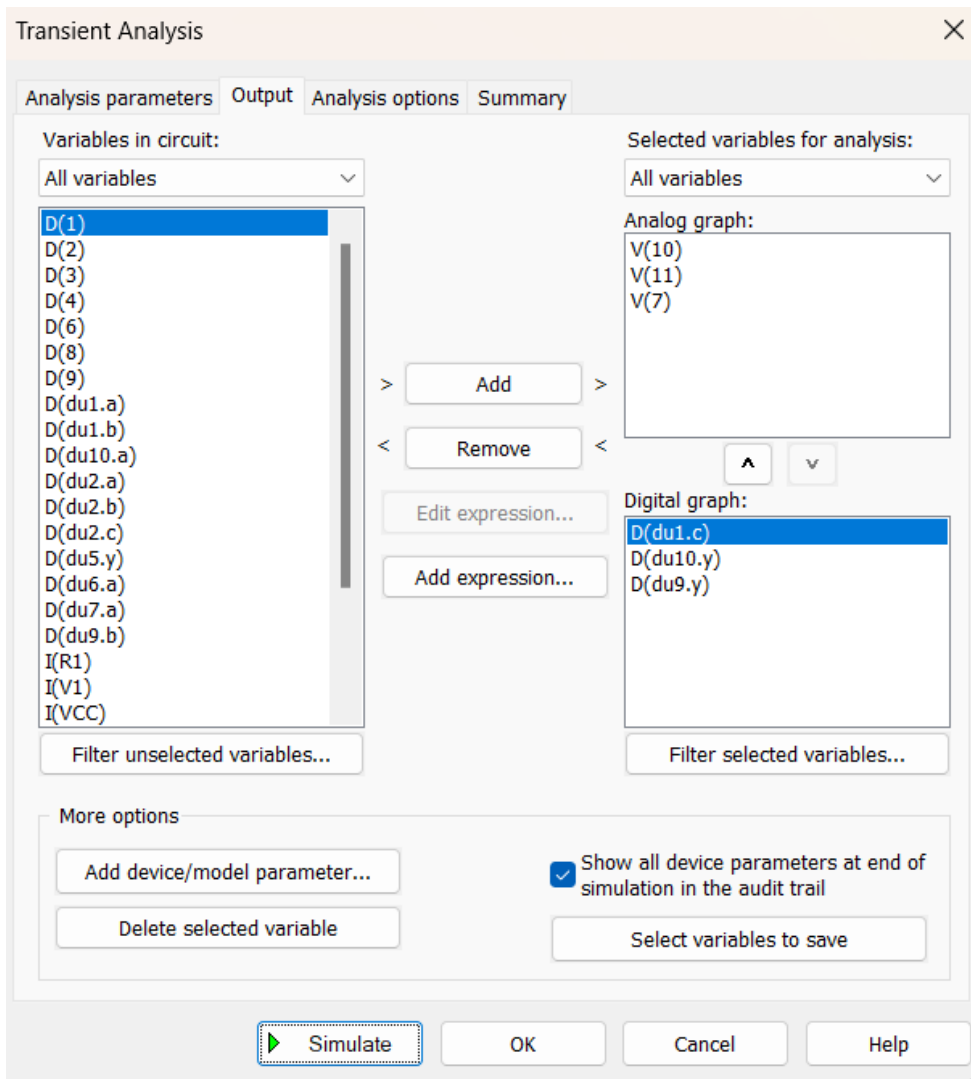 Transient Analysis
Analysis parameters Output Analysis options Summary
Variables in circuit:
All variables
D(1)
D(2)
D(3)
D(4)
D(6)
D(8)
D(9)
D(du1.a)
D(du1.b)
D(du10.a)
D(du2.a)
D(du2.b)
D(du2.c)
D(du5.y)
D(du6.a)
D(du7.a)
D(du9.b)
I(R1)
I(V1)
I(VCC)
Filter unselected variables...
> Add >
< Remove <
Edit expression...
Add expression...
Selected variables for analysis:
All variables
Analog graph:
V(10)
V(11)
V(7)
Digital graph:
D(du1.c)
D(du10.y)
D(du9.y)
Filter selected variables...
More options
Add device/model parameter...
Delete selected variable
Show all device parameters at end of
simulation in the audit trail
Select variables to save
Simulate OK Cancel Help